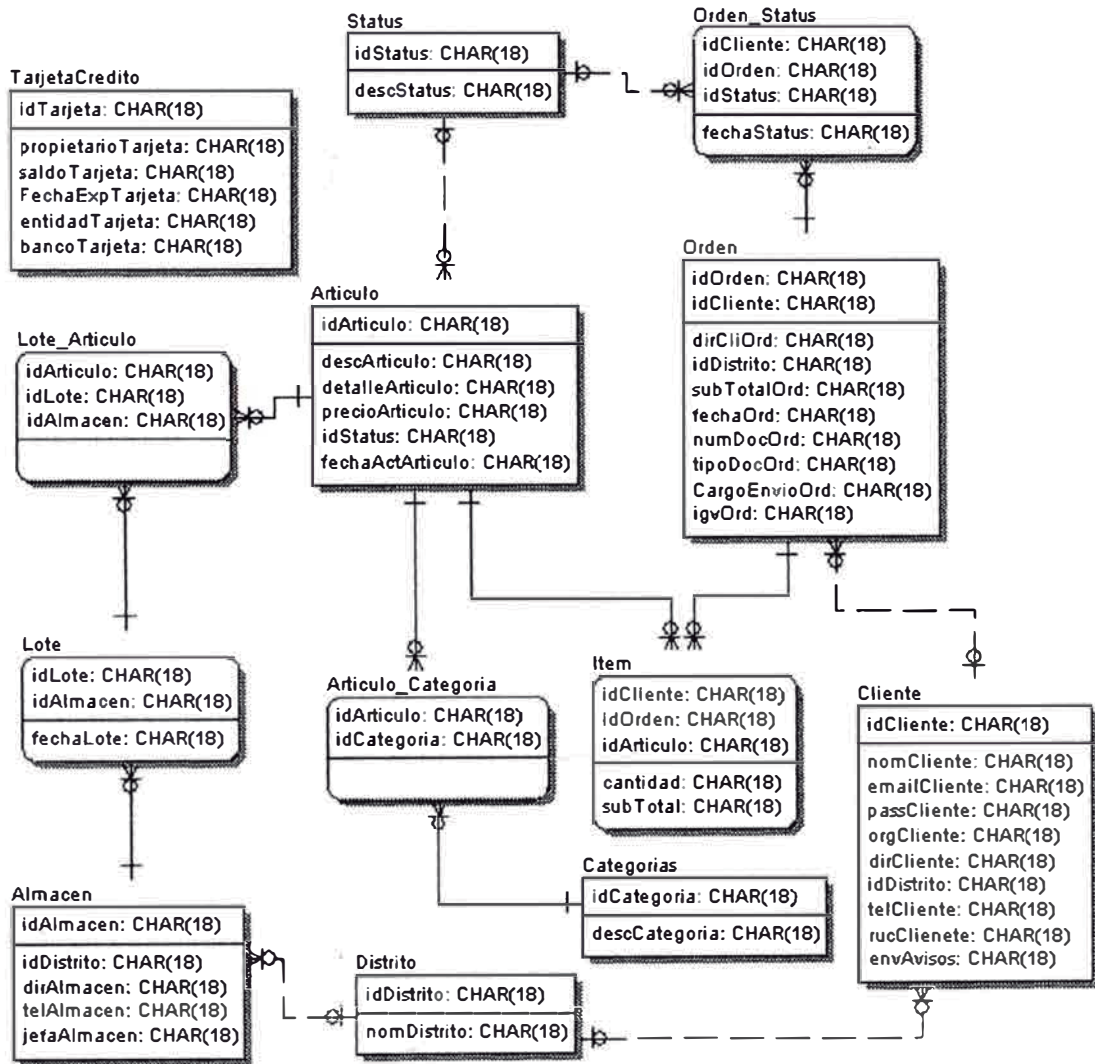 Status
idStatus: CHAR(18)
descStatus: CHAR(18)
Orden_Status
idCliente: CHAR(18)
idOrden: CHAR(18)
idStatus: CHAR(18)
fechaStatus: CHAR(18)
TarjetaCredito
idTarjeta: CHAR(18)
propietarioTarjeta: CHAR(18)
saldoTarjeta: CHAR(18)
FechaExpTarjeta: CHAR(18)
entidadTarjeta: CHAR(18)
bancoTarjeta: CHAR(18)
Orden
idOrden: CHAR(18)
idCliente: CHAR(18)
dirCliOrd: CHAR(18)
idDistrito: CHAR(18)
subTotalOrd: CHAR(18)
fechaOrd: CHAR(18)
numDocOrd: CHAR(18)
tipoDocOrd: CHAR(18)
CargoEnvioOrd: CHAR(18)
igvOrd: CHAR(18)
Articulo
idArticulo: CHAR(18)
descArticulo: CHAR(18)
detalleArticulo: CHAR(18)
precioArticulo: CHAR(18)
idStatus: CHAR(18)
fechaActArticulo: CHAR(18)
Lote_Articulo
idArticulo: CHAR(18)
idLote: CHAR(18)
idAlmacen: CHAR(18)
Lote
idLote: CHAR(18)
idAlmacen: CHAR(18)
fechaLote: CHAR(18)
Articulo_Categoria
idArticulo: CHAR(18)
idCategoria: CHAR(18)
Item
idCliente: CHAR(18)
idOrden: CHAR(18)
idArticulo: CHAR(18)
cantidad: CHAR(18)
subTotal: CHAR(18)
Cliente
idCliente: CHAR(18)
nomCliente: CHAR(18)
emailCliente: CHAR(18)
passCliente: CHAR(18)
orgCliente: CHAR(18)
dirCliente: CHAR(18)
idDistrito: CHAR(18)
telCliente: CHAR(18)
rucClienete: CHAR(18)
envAvisos: CHAR(18)
Categorias
idCategoria: CHAR(18)
descCategoria: CHAR(18)
Almacen
idAlmacen: CHAR(18)
idDistrito: CHAR(18)
dirAlmacen: CHAR(18)
telAlmacen: CHAR(18)
jefaAlmacen: CHAR(18)
Distrito
idDistrito: CHAR(18)
nomDistrito: CHAR(18)